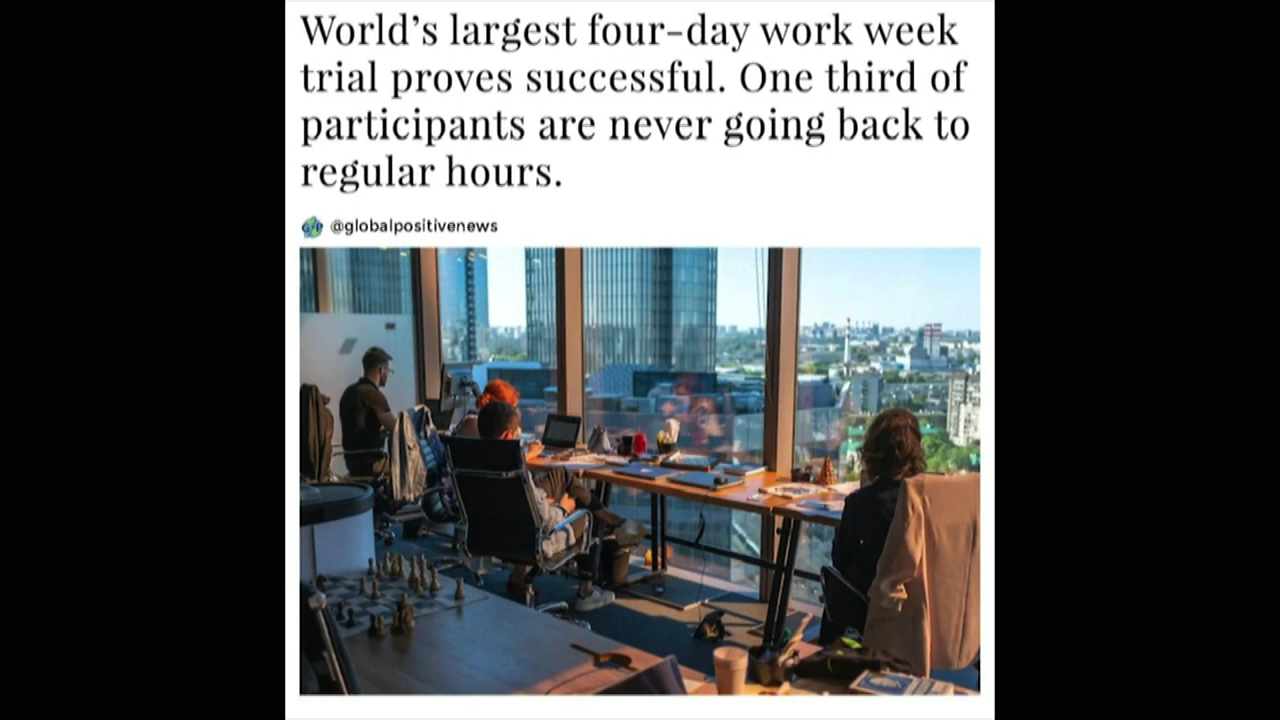 World’s largest four-day work week
trial proves successful. One third of
participants are never going back to
regular hours.
@globalpositivenews